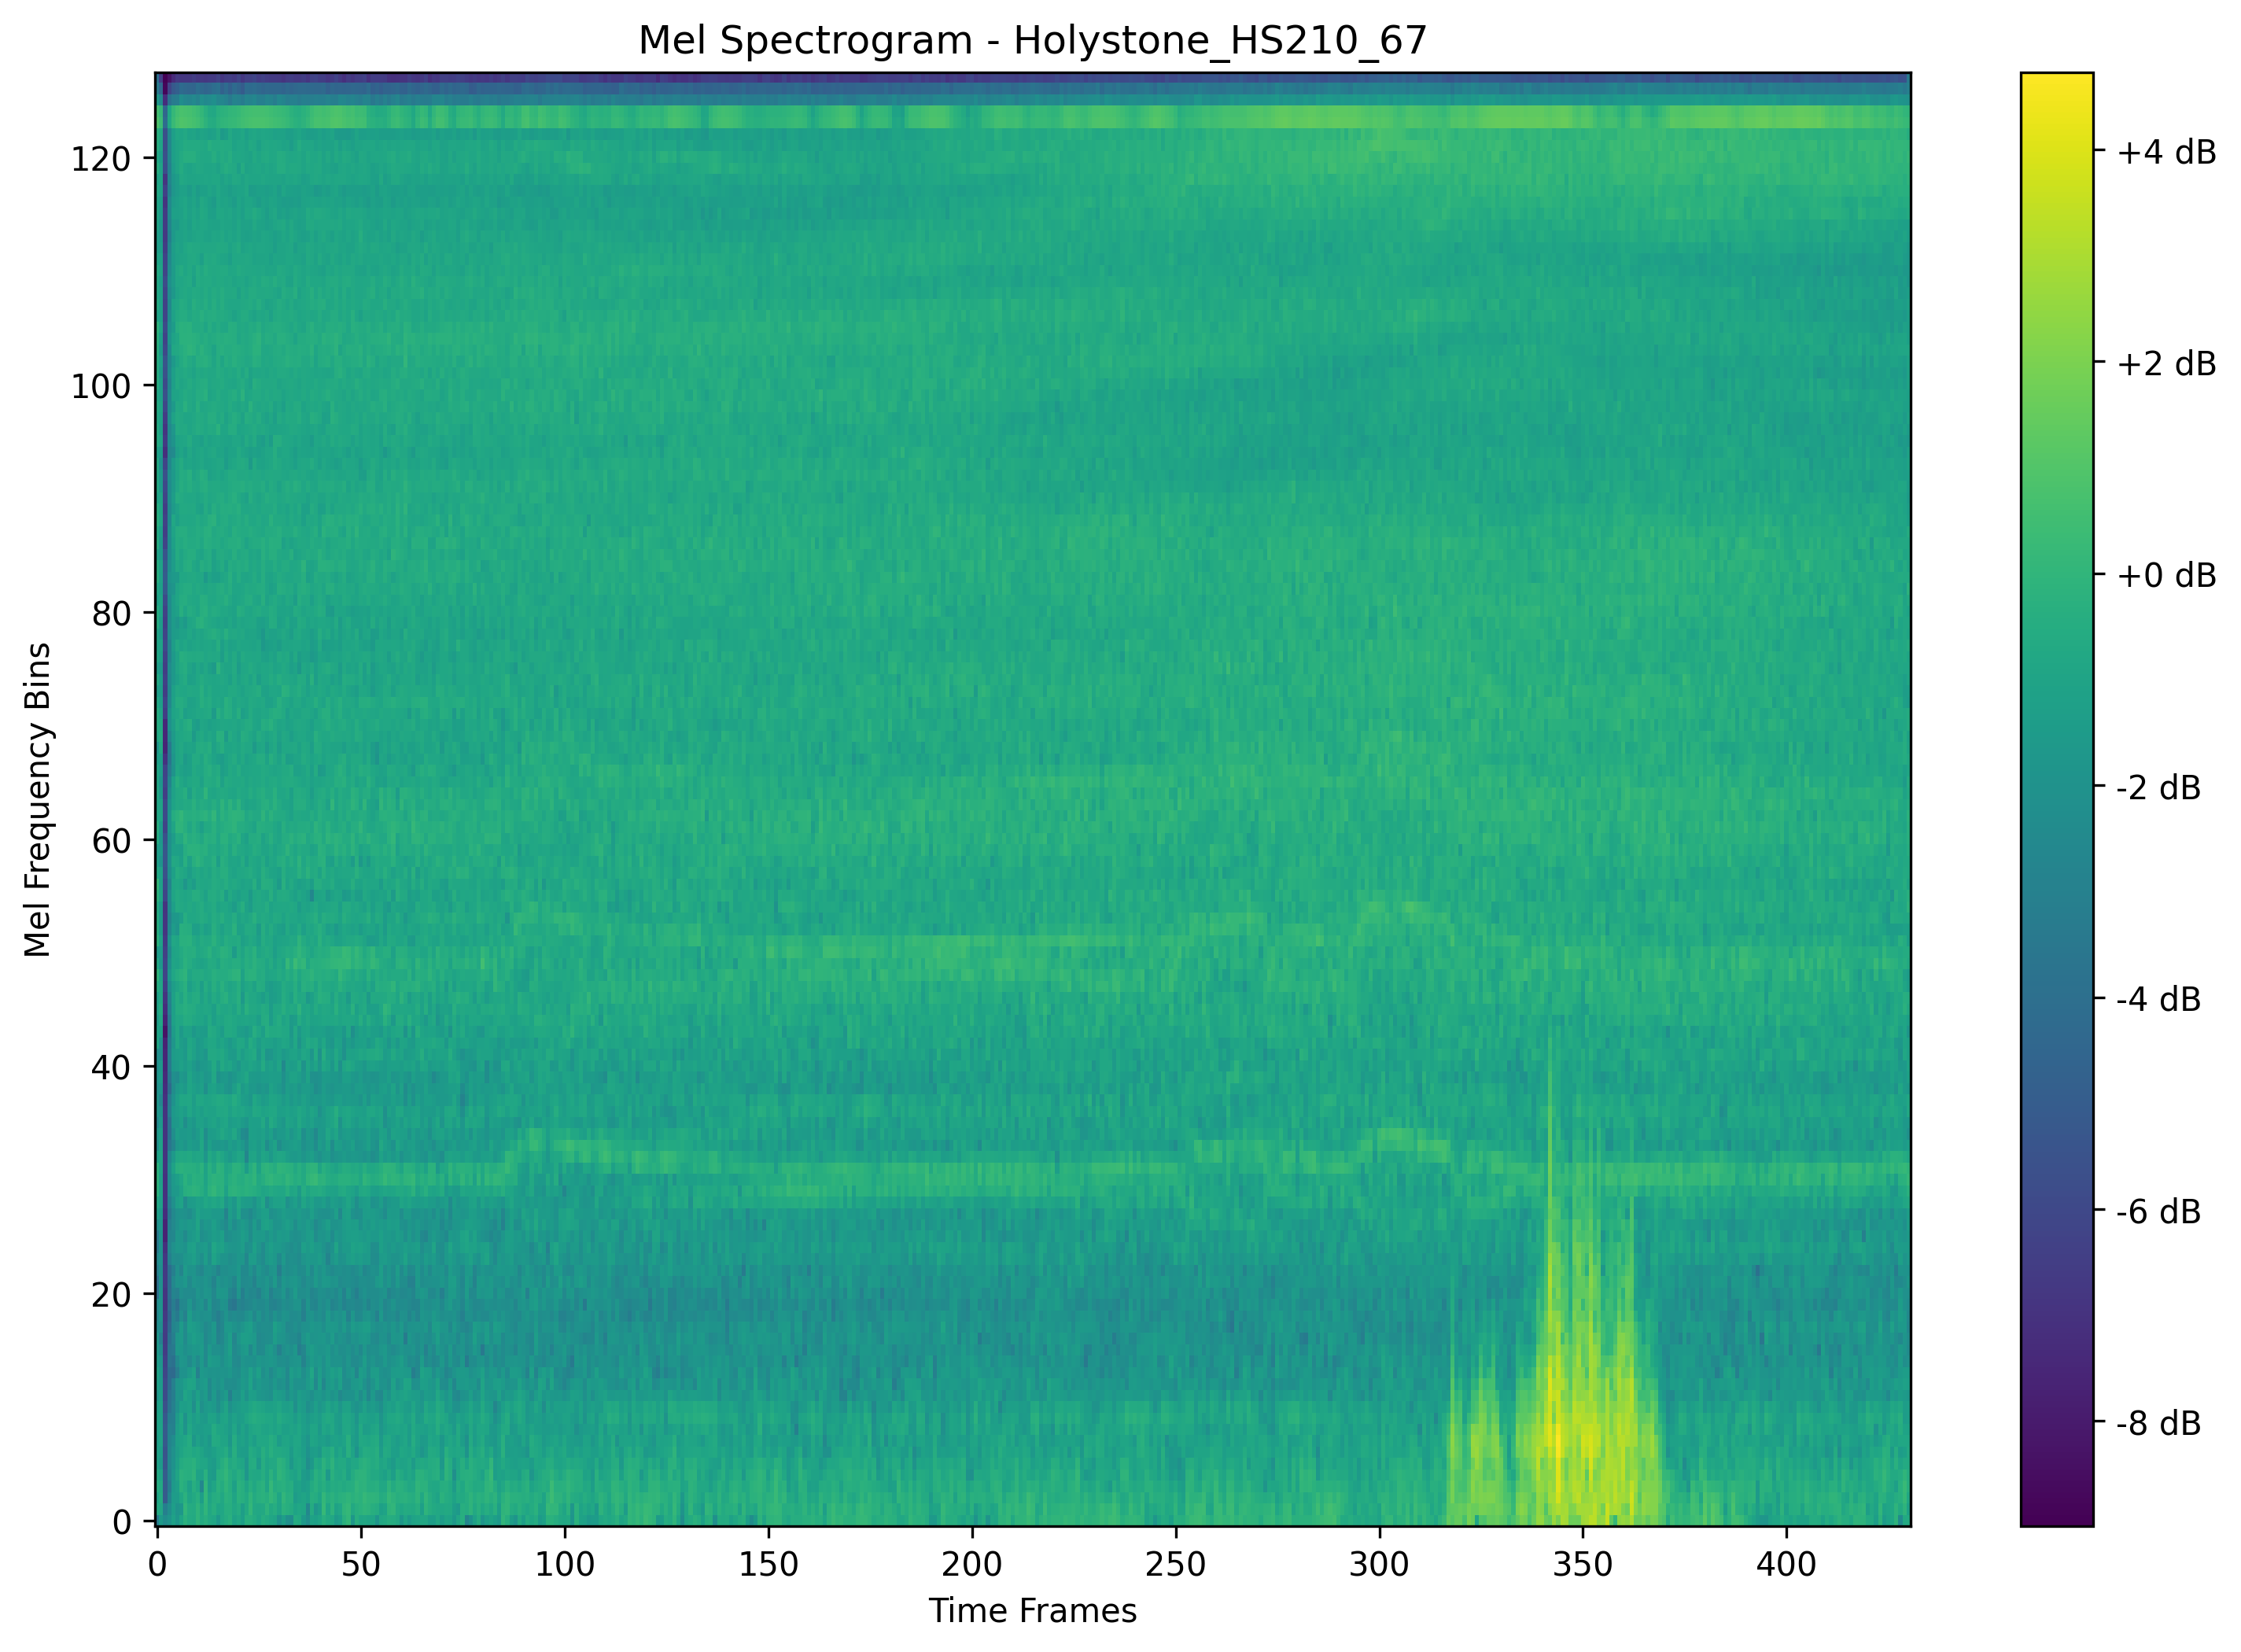 Mel Spectrogram - Holystone_HS210_67
Mel Frequency Bins
120
100
80
60
40
20
0
0 50 100 150 200 250 300 350 400
Time Frames
+4 dB
+2 dB
+0 dB
-2 dB
-4 dB
-6 dB
-8 dB